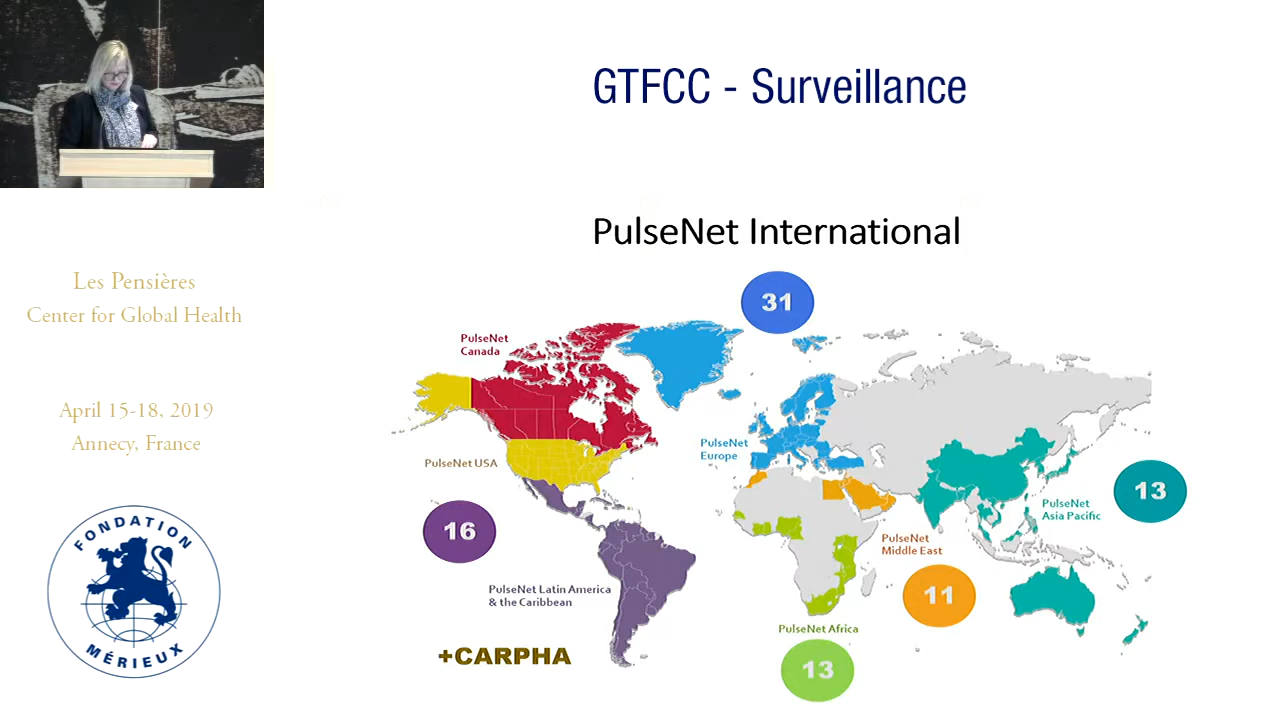 GTFCC - Surveillance
PulseNet International
Les Pensières
Center for Global Health
April 15-18, 2019
Annecy, France
FONDATION
MÉRIEUX
31
PulseNet
Canada
PulseNet
Europe
PulseNet USA
16
13
PulseNet
Asia Pacific
PulseNet
Middle East
11
PulseNet Latin America
& the Caribbean
PulseNet Africa
+CARPHA
13